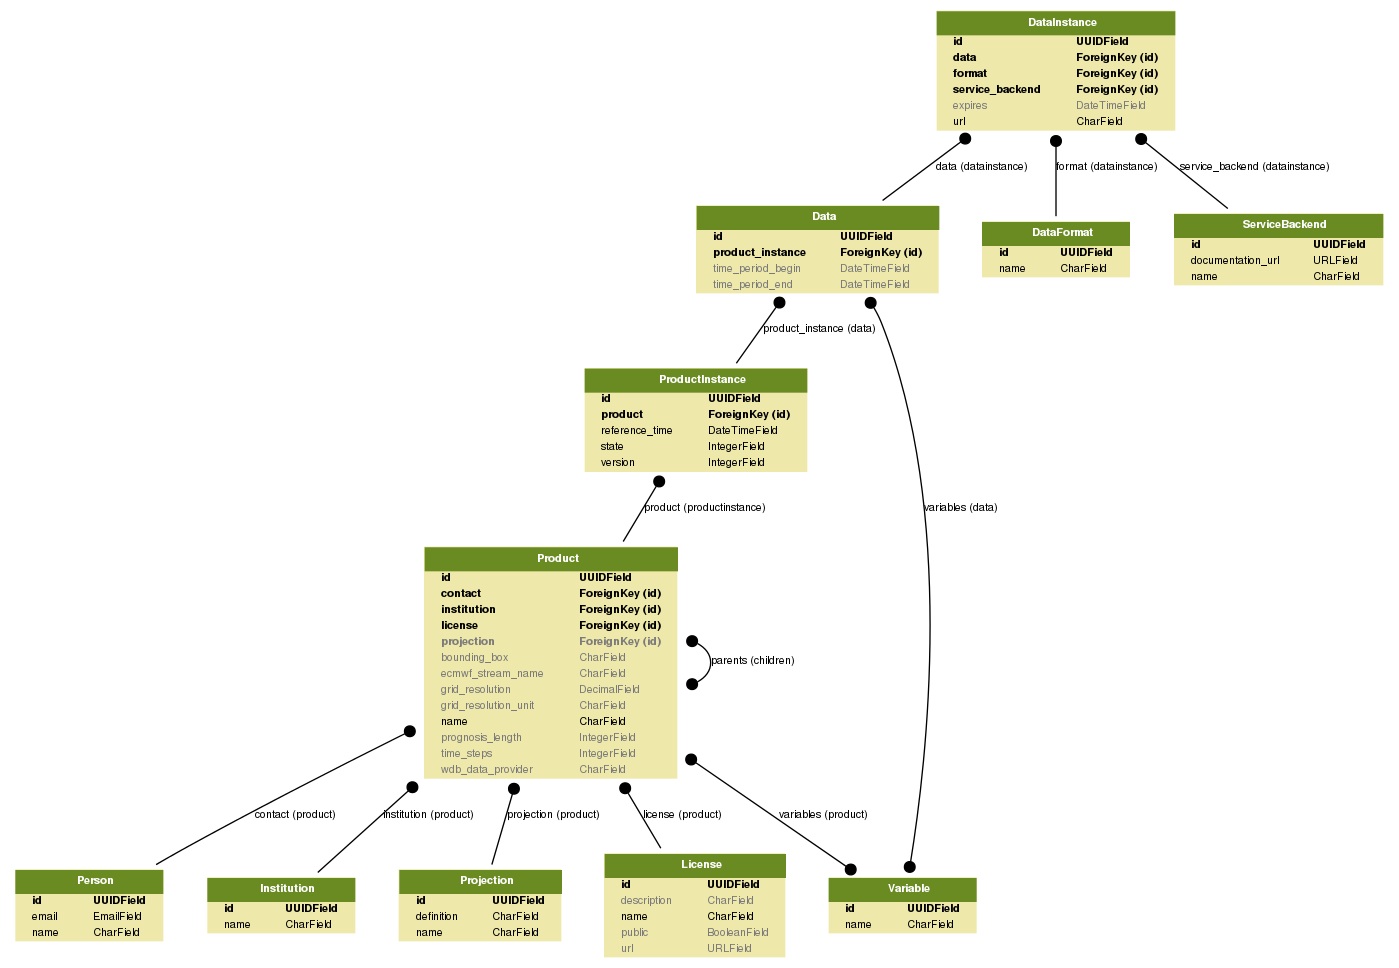 DataInstance
id UUIDField
data ForeignKey (id)
format ForeignKey (id)
service_backend ForeignKey (id)
expires DateTimeField
url CharField
data (datainstance)
format (datainstance)
service_backend (datainstance)
Data
id UUIDField
product_instance ForeignKey (id)
time_period_begin DateTimeField
time_period_end DateTimeField
DataFormat
id UUIDField
name CharField
ServiceBackend
id UUIDField
documentation_url URLField
name CharField
product_instance (data)
ProductInstance
id UUIDField
product ForeignKey (id)
reference_time DateTimeField
state IntegerField
version IntegerField
product (productinstance)
variables (data)
Product
id UUIDField
contact ForeignKey (id)
institution ForeignKey (id)
license ForeignKey (id)
projection ForeignKey (id)
bounding_box CharField
ecmwf_stream_name CharField
grid_resolution DecimalField
grid_resolution_unit CharField
name CharField
prognosis_length IntegerField
time_steps IntegerField
wdb_data_provider CharField
parents (children)
contact (product)
institution (product)
projection (product)
license (product)
variables (product)
Person
id UUIDField
email EmailField
name CharField
Institution
id UUIDField
name CharField
Projection
id UUIDField
definition CharField
name CharField
License
id UUIDField
description CharField
name CharField
public BooleanField
url URLField
Variable
id UUIDField
name CharField